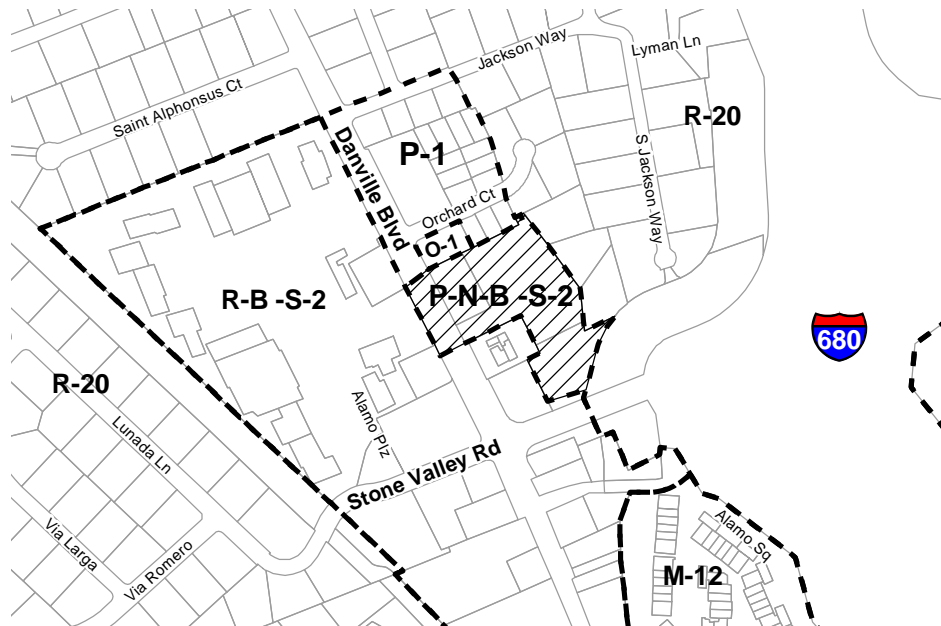 Jackson Way
Lyman Ln
Saint Alphonsus Ct
R-20
Danville Blvd
P-1
S Jackson Way
Orchard Ct
O-1
R-B -S-2
P-N-B -S-2
680
R-20
Alamo Plz
Lunada Ln
Stone Valley Rd
Via Larga
Via Romero
Alamo Sq
M-12